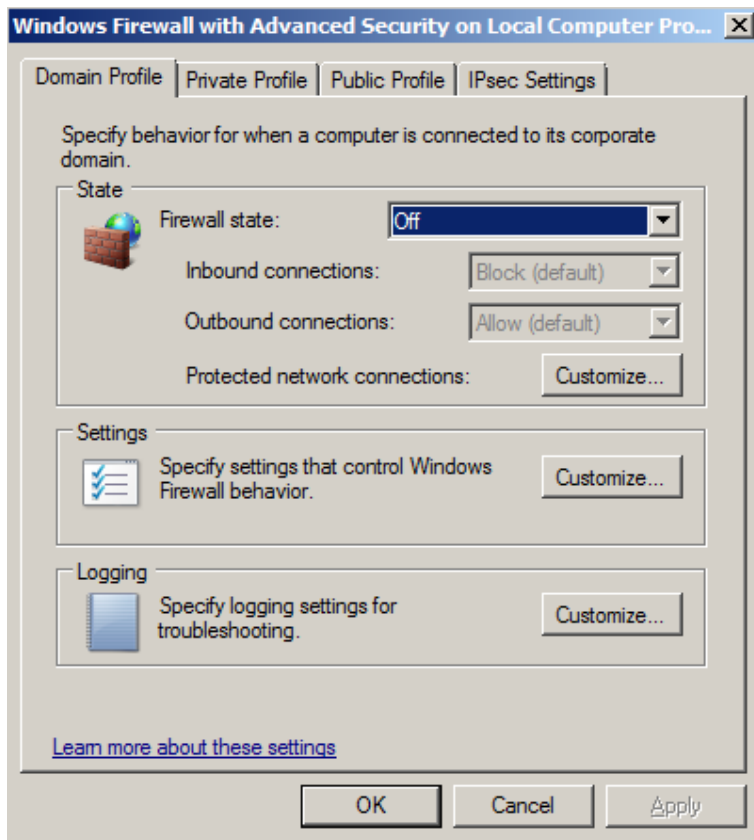 Windows Firewall with Advanced Security on Local Computer Pro...
Domain Profile Private Profile Public Profile IPsec Settings
Specify behavior for when a computer is connected to its corporate
domain.
State
Firewall state: Off
Inbound connections: Block (default)
Outbound connections: Allow (default)
Protected network connections: Customize...
Settings
Specify settings that control Windows
Firewall behavior.
Customize...
Logging
Specify logging settings for
troubleshooting.
Customize...
Learn more about these settings
OK Cancel Apply